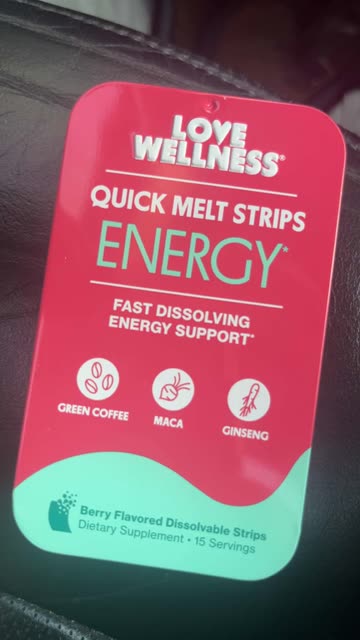 LOVE
WELLNESS®
QUICK MELT STRIPS
ENERGY*
FAST DISSOLVING
ENERGY SUPPORT*
GREEN COFFEE
MACA
GINSENG
Berry Flavored Dissolvable Strips
Dietary Supplement • 15 Servings